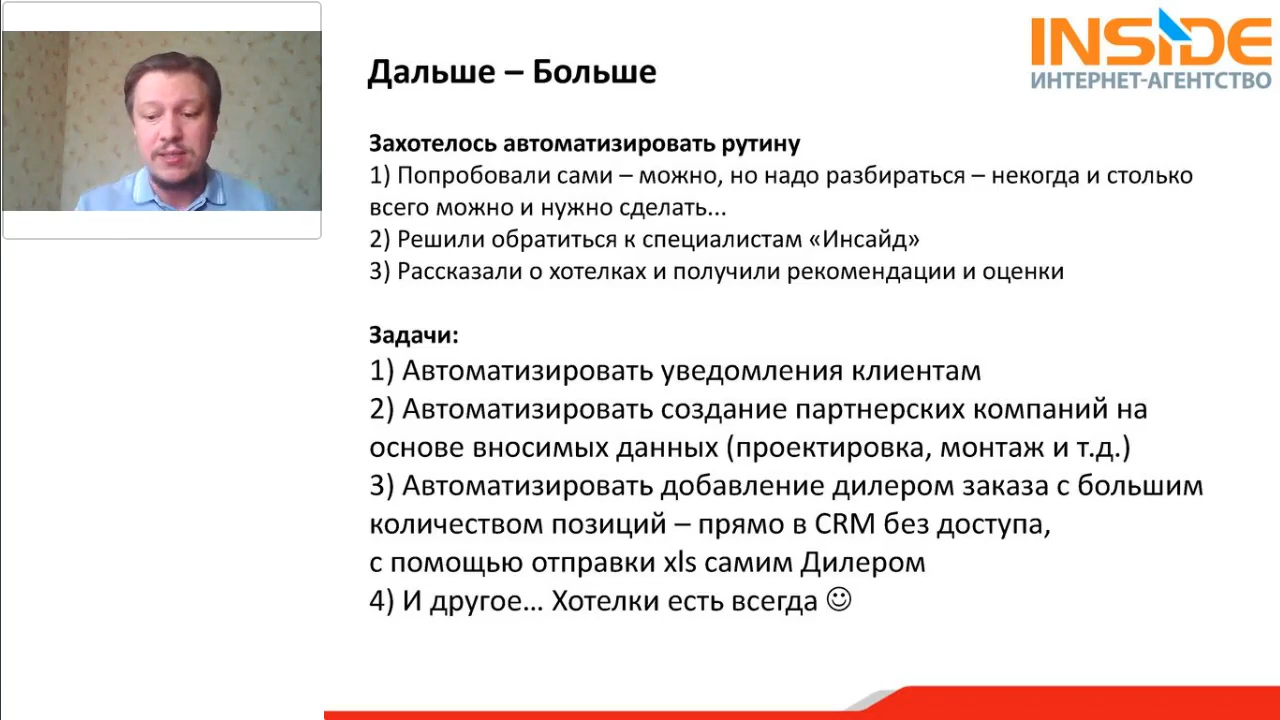 INSIDE
ИНТЕРНЕТ-АГЕНТСТВО
Дальше – Больше
Захотелось автоматизировать рутину
1) Попробовали сами – можно, но надо разбираться – некогда и столько
всего можно и нужно сделать...
2) Решили обратиться к специалистам «Инсайд»
3) Рассказали о хотелках и получили рекомендации и оценки
Задачи:
1) Автоматизировать уведомления клиентам
2) Автоматизировать создание партнерских компаний на
основе вносимых данных (проектировка, монтаж и т.д.)
3) Автоматизировать добавление дилером заказа с большим
количеством позиций – прямо в CRM без доступа,
с помощью отправки xls самим Дилером
4) И другое... Хотелки есть всегда ☺